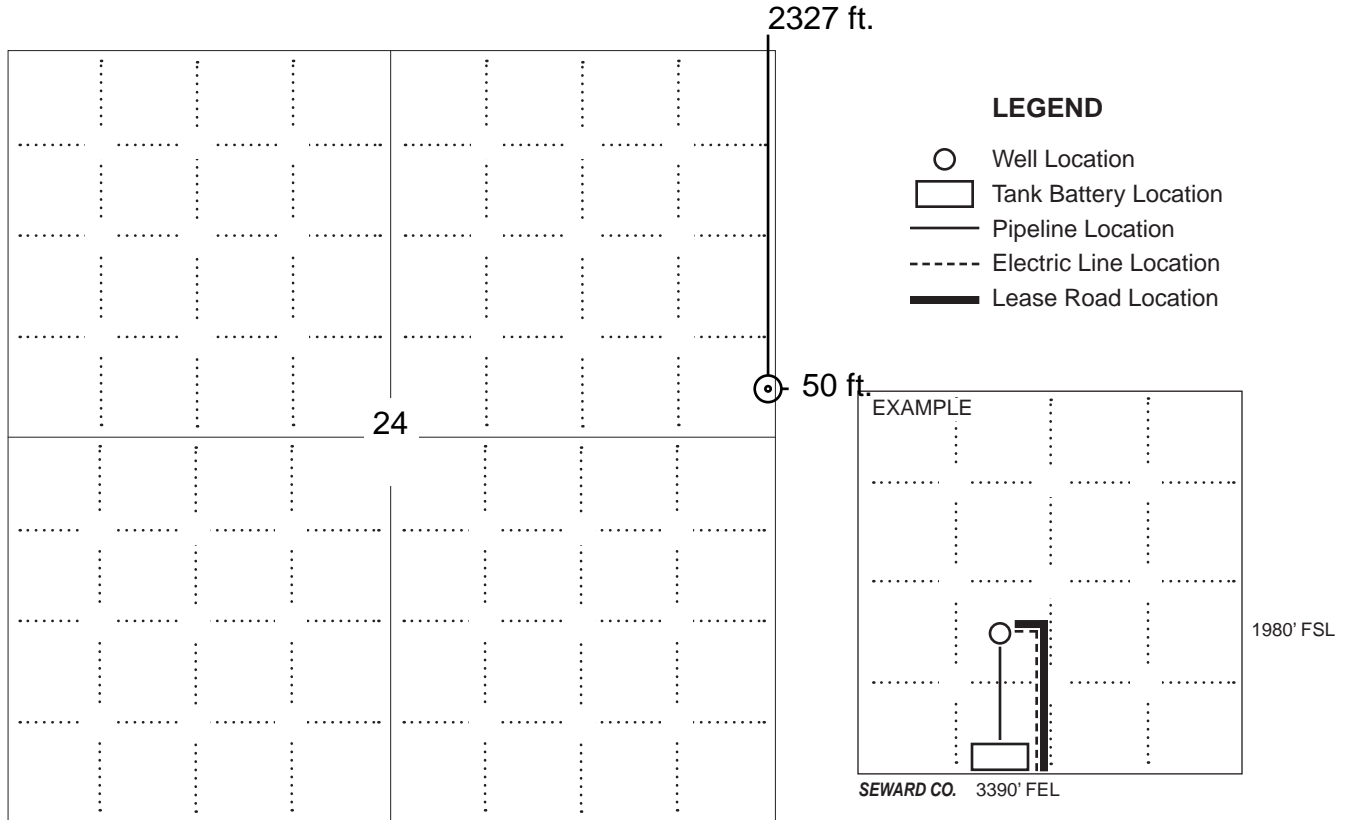 2327 ft.
LEGEND
Well Location
Tank Battery Location
Pipeline Location
Electric Line Location
Lease Road Location
50 ft.
24
EXAMPLE
1980’ FSL
SEWARD CO. 3390’ FEL